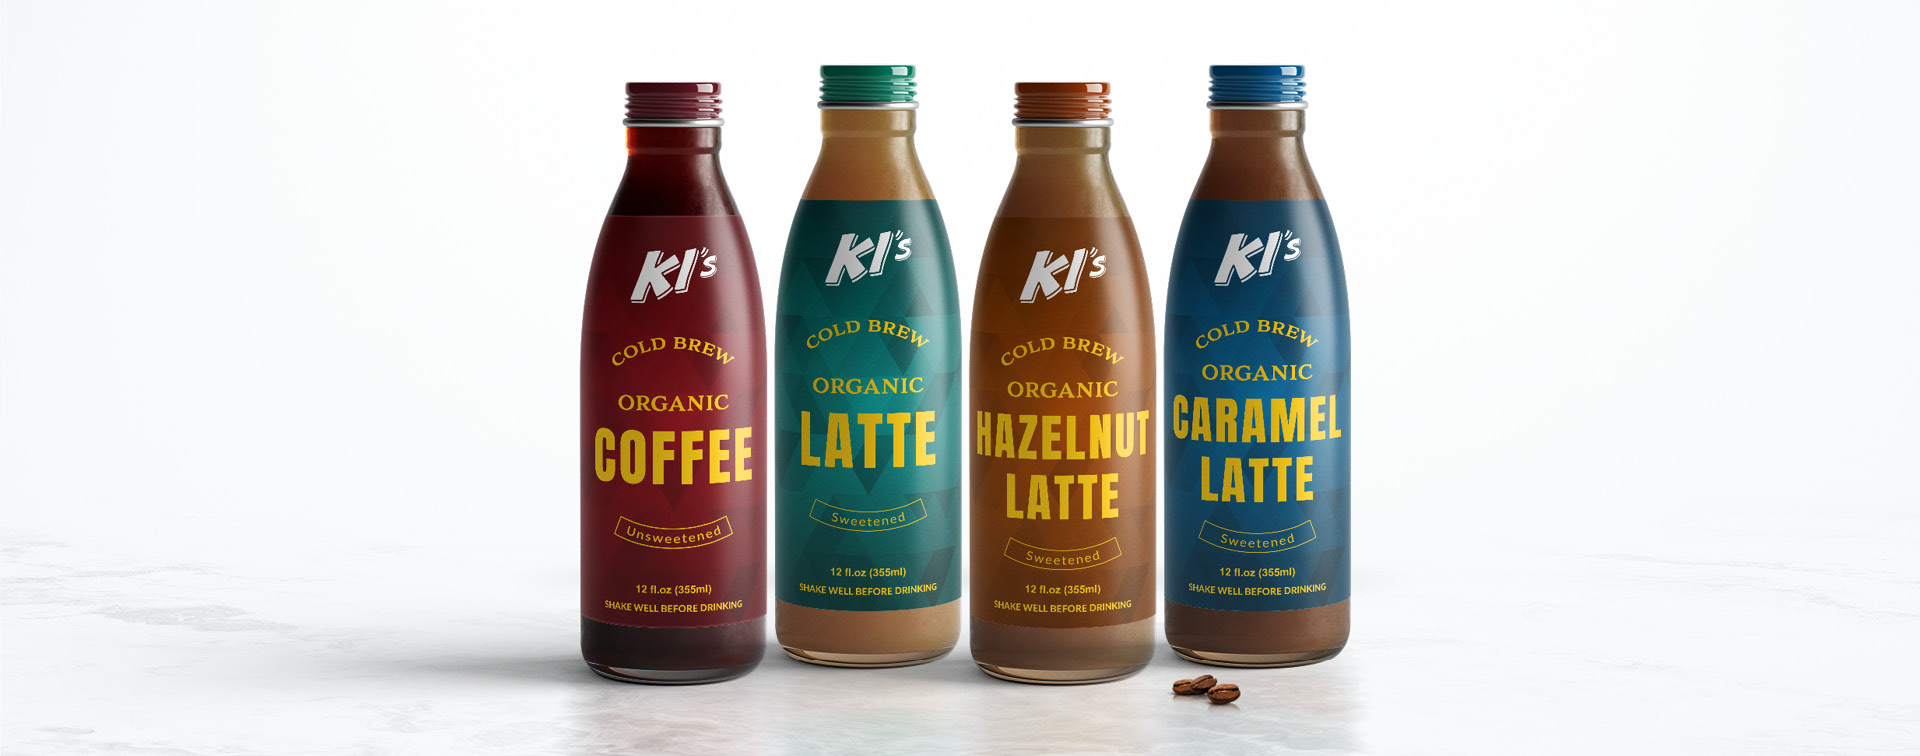 KI's
COLD BREW
ORGANIC
COFFEE
Unsweetened
12 fl.oz (355ml)
SHAKE WELL BEFORE DRINKING
KI's
COLD BREW
ORGANIC
LATTE
Sweetened
12 fl.oz (355ml)
SHAKE WELL BEFORE DRINKING
KI's
COLD BREW
ORGANIC
HAZELNUT
LATTE
Sweetened
12 fl.oz (355ml)
SHAKE WELL BEFORE DRINKING
KI's
COLD BREW
ORGANIC
CARAMEL
LATTE
Sweetened
12 fl.oz (355ml)
SHAKE WELL BEFORE DRINKING